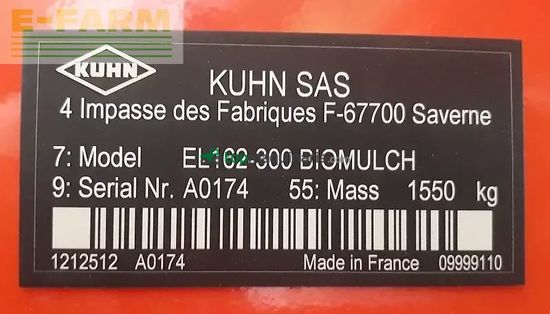 E-FARM
KUHN
KUHN SAS
4 Impasse des Fabriques F-67700 Saverne
7: Model EL162-300 BIOMULCH
9: Serial Nr. A0174 55: Mass 1550 kg
1212512 A0174 Made in France 09999110